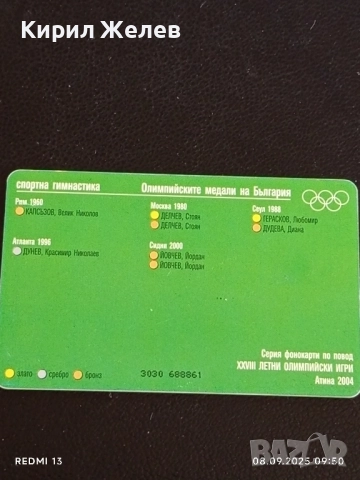 Кирил Желев
спортна гимнастика
Олимпийските медали на България
Рим 1960
КАПСЪЗОВ, Велик Николов
Москва 1980
ДЕЛЧЕВ, Стоян
ДЕЛЧЕВ, Стоян
Сеул 1988
ГЕРАСКОВ, Любомир
ДУДЕВА, Диана
Атланта 1996
ДУНЕВ, Красимир Николаев
Сидни 2000
ЙОВЧЕВ, Йордан
ЙОВЧЕВ, Йордан
Серия фонокарти по повод
XXVIII ЛЕТНИ ОЛИМПИЙСКИ ИГРИ
Атина 2004
злато сребро бронз
3030 688861
REDMI 13
08.09.2025 09:50
BAZAR